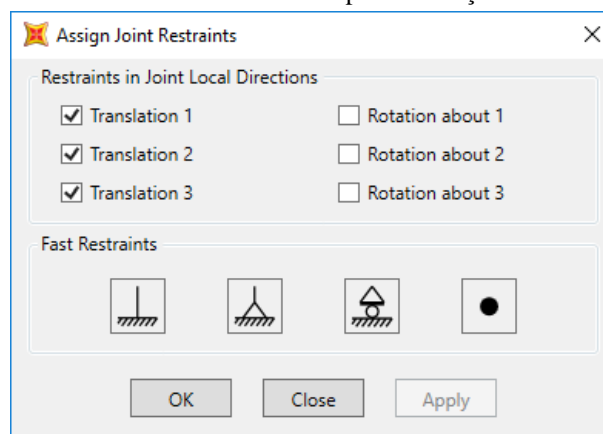 Assign Joint Restraints
Restraints in Joint Local Directions
Translation 1
Rotation about 1
Translation 2
Rotation about 2
Translation 3
Rotation about 3
Fast Restraints
OK
Close
Apply